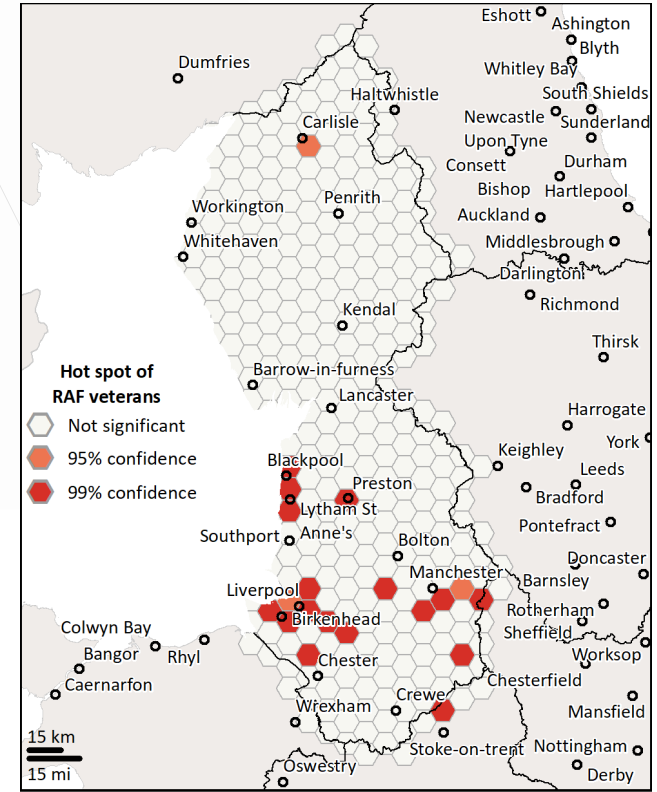 Eshott
Ashington
Blyth
Dumfries
Whitley Bay
Haltwhistle
South Shields
Newcastle
Upon Tyne
Sunderland
Carlisle
Consett
Durham
Bishop
Auckland
Hartlepool
Workington
Penrith
Whitehaven
Middlesbrough
Darlington
Richmond
Kendal
Thirsk
Hot spot of
RAF veterans
Not significant
95% confidence
99% confidence
Barrow-in-furness
Lancaster
Harrogate
York
Keighley
Leeds
Blackpool
Preston
Bradford
Lytham St
Anne's
Pontefract
Southport
Bolton
Doncaster
Manchester
Barnsley
Liverpool
Rotherham
Birkenhead
Sheffield
Colwyn Bay
Bangor
Rhyl
Worksop
Chester
Caernarfon
Chesterfield
Crewe
Wrexham
Mansfield
15 km
15 mi
Stoke-on-trent
Nottingham
Oswestry
Derby